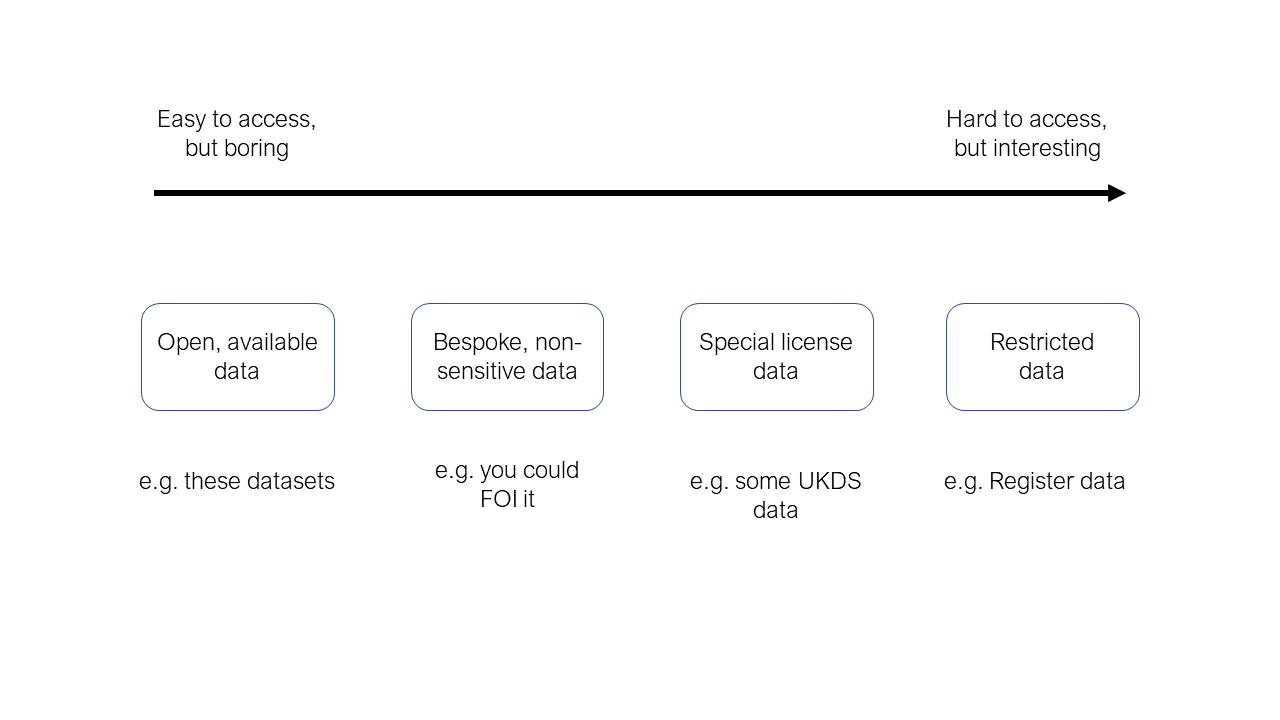 Easy to access,
but boring
Hard to access,
but interesting
Open, available
data
Bespoke, non-
sensitive data
Special license
data
Restricted
data
e.g. these datasets
e.g. you could
FOI it
e.g. some UKDS
data
e.g. Register data